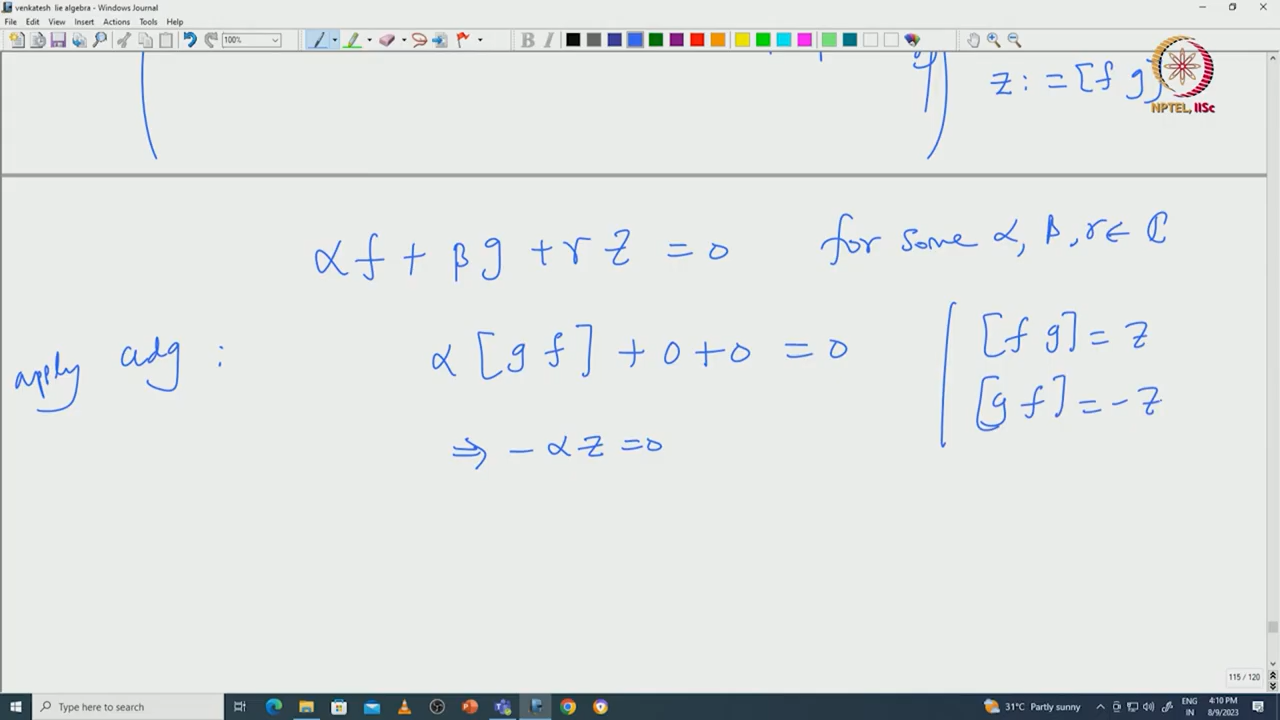 venkatesh lie algebra - Windows Journal
File Edit View Insert Actions Tools Help
100%
z := [f g]
NPTEL, IISc
αf + βg + γz = 0 for some α, β, γ ∈ ℂ
apply adg : α[g f] + 0 + 0 = 0
[f g] = z
[g f] = -z
⇒ -αz = 0
115 / 120
Type here to search
31°C Partly sunny
ENG
IN
4:10 PM
8/9/2023